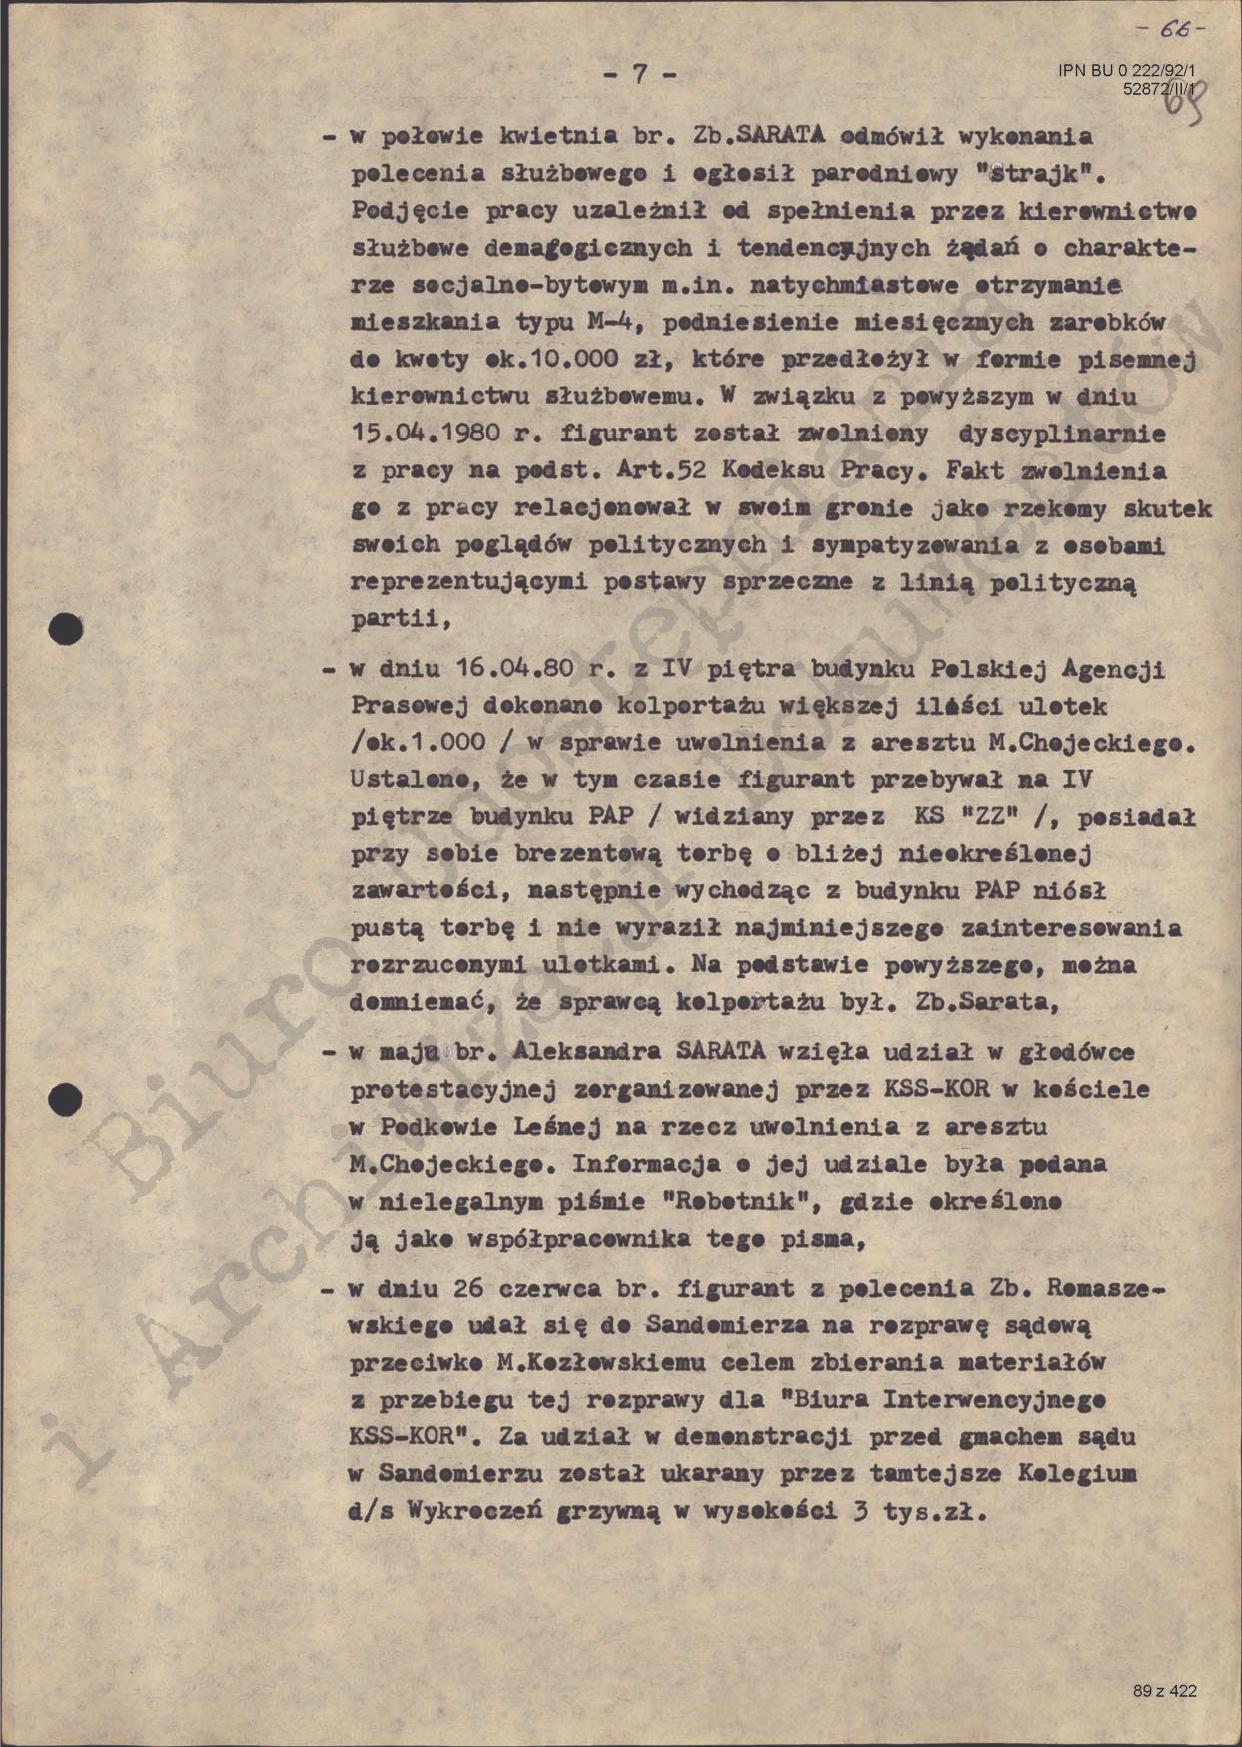 - 66 -
- 7 -
IPN BU 0 222/92/1
52872/II/1
69
- w połowie kwietnia br. Zb.SARATA odmówił wykonania
polecenia służbowego i ogłosił parodniowy "strajk".
Podjęcie pracy uzależnił od spełnienia przez kierownictwo
służbowe demagogicznych i tendencyjnych żądań o charakte-
rze socjalno-bytowym m.in. natychmiastowe otrzymanie
mieszkania typu M-4, podniesienie miesięcznych zarobków
do kwoty ok.10.000 zł, które przedłożył w formie pisemnej
kierownictwu służbowemu. W związku z powyższym w dniu
15.04.1980 r. figurant został zwolniony dyscyplinarnie
z pracy na podst. Art.52 Kodeksu Pracy. Fakt zwolnienia
go z pracy relacjonował w swoim gronie jako rzekomy skutek
swoich poglądów politycznych i sympatyzowania z osobami
reprezentującymi postawy sprzeczne z linią polityczną
partii,
- w dniu 16.04.80 r. z IV piętra budynku Polskiej Agencji
Prasowej dokonano kolportażu większej ilości ulotek
/ok.1.000 / w sprawie uwolnienia z aresztu M.Chojeckiego.
Ustalono, że w tym czasie figurant przebywał na IV
piętrze budynku PAP / widziany przez KS "ZZ" /, posiadał
przy sobie brezentową torbę o bliżej nieokreślonej
zawartości, następnie wychodząc z budynku PAP niósł
pustą torbę i nie wyraził najminiejszego zainteresowania
rozrzuconymi ulotkami. Na podstawie powyższego, można
domniemać, że sprawcą kolportażu był. Zb.Sarata,
- w maju br. Aleksandra SARATA wzięła udział w głodówce
protestacyjnej zorganizowanej przez KSS-KOR w kościele
w Podkowie Leśnej na rzecz uwolnienia z aresztu
M.Chojeckiego. Informacja o jej udziale była podana
w nielegalnym piśmie "Robotnik", gdzie określono
ją jako współpracownika tego pisma,
- w dniu 26 czerwca br. figurant z polecenia Zb. Romasze-
wskiego udał się do Sandomierza na rozprawę sądową
przeciwko M.Kozłowskiemu celem zbierania materiałów
z przebiegu tej rozprawy dla "Biura Interwencyjnego
KSS-KOR". Za udział w demonstracji przed gmachem sądu
w Sandomierzu został ukarany przez tamtejsze Kolegium
d/s Wykroczeń grzywną w wysokości 3 tys.zł.
Biuro Udostępniania
i Archiwizacji Dokumentów
89 z 422